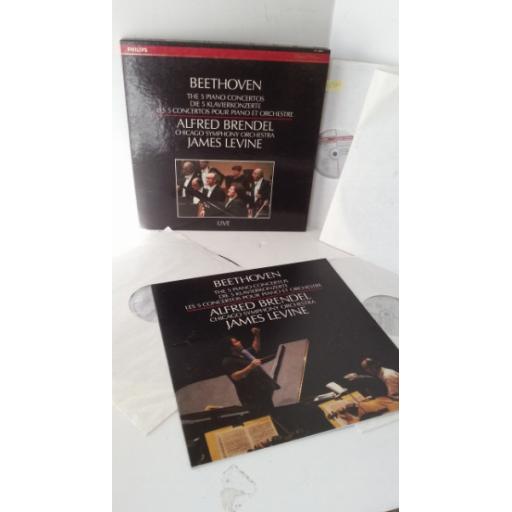 PHILIPS
BEETHOVEN
THE 5 PIANO CONCERTOS
DIE 5 KLAVIERKONZERTE
LES 5 CONCERTOS POUR PIANO ET ORCHESTRE
ALFRED BRENDEL
CHICAGO SYMPHONY ORCHESTRA
JAMES LEVINE
LIVE
BEETHOVEN
THE 5 PIANO CONCERTOS
DIE 5 KLAVIERKONZERTE
LES 5 CONCERTOS POUR PIANO ET ORCHESTRE
ALFRED BRENDEL
CHICAGO SYMPHONY ORCHESTRA
JAMES LEVINE